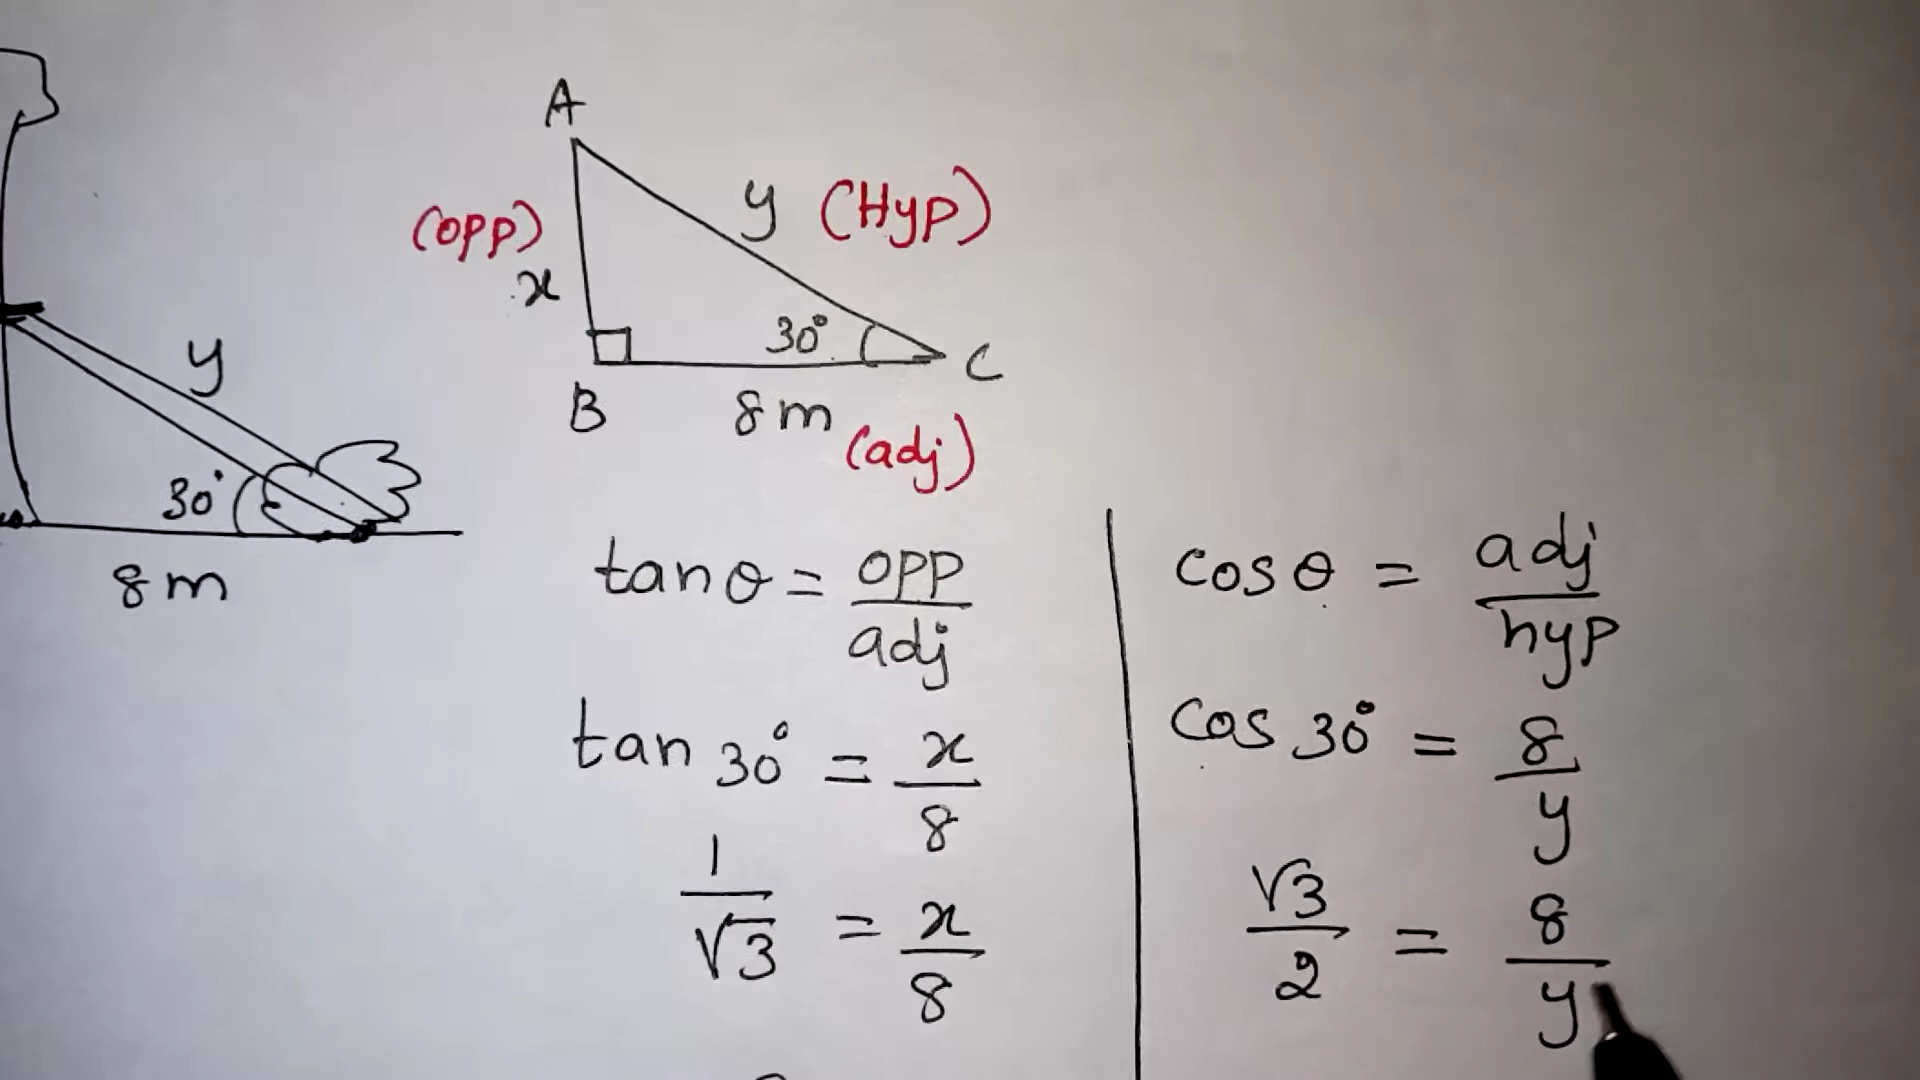 A
(opp)
x
y (Hyp)
30°
B
8 m
(adj)
C
y
30°
8 m
tan θ = opp/adj
tan 30° = x/8
1/√3 = x/8
cos θ = adj/hyp
cos 30° = 8/y
√3/2 = 8/y